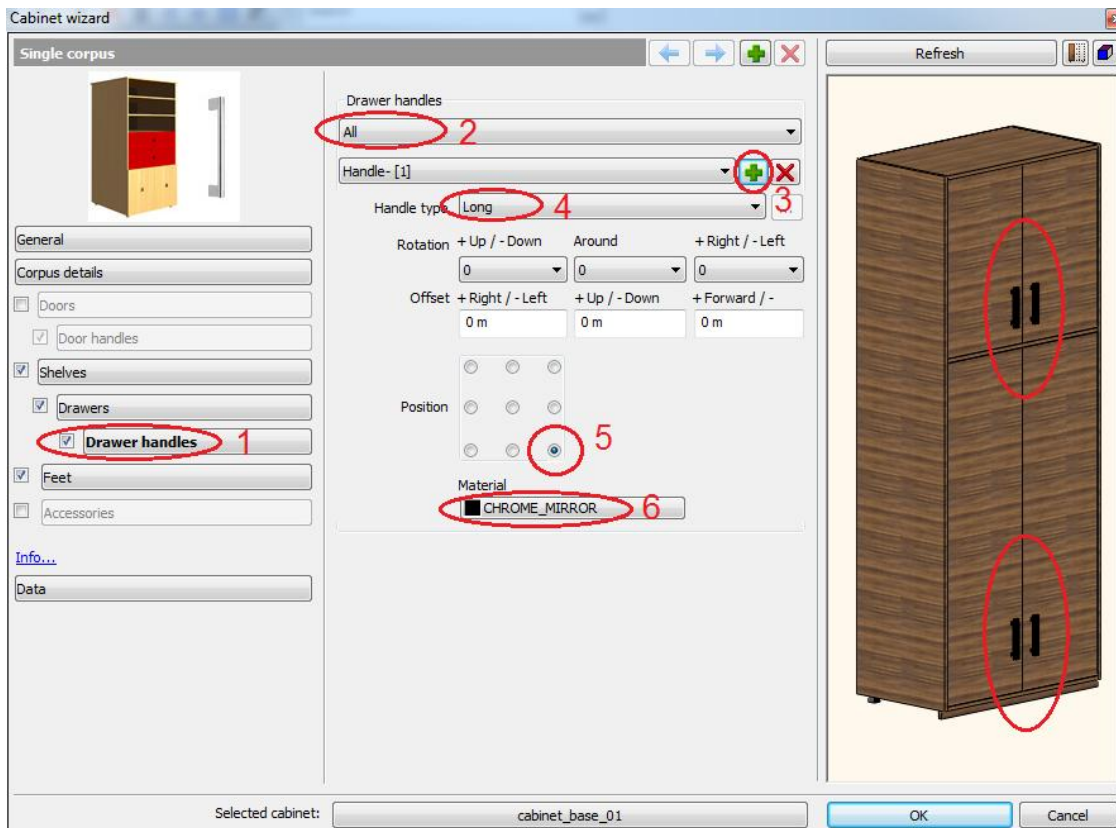 Cabinet wizard
Single corpus
Refresh
General
Corpus details
Doors
Door handles
Shelves
Drawers
Drawer handles 1
Feet
Accessories
Info...
Data
Drawer handles
All 2
Handle- [1]
3
Handle type Long 4
Rotation + Up / - Down Around + Right / - Left
0 0 0
Offset + Right / - Left + Up / - Down + Forward / -
0 m 0 m 0 m
Position 5
Material
CHROME_MIRROR 6
Selected cabinet: cabinet_base_01 OK Cancel